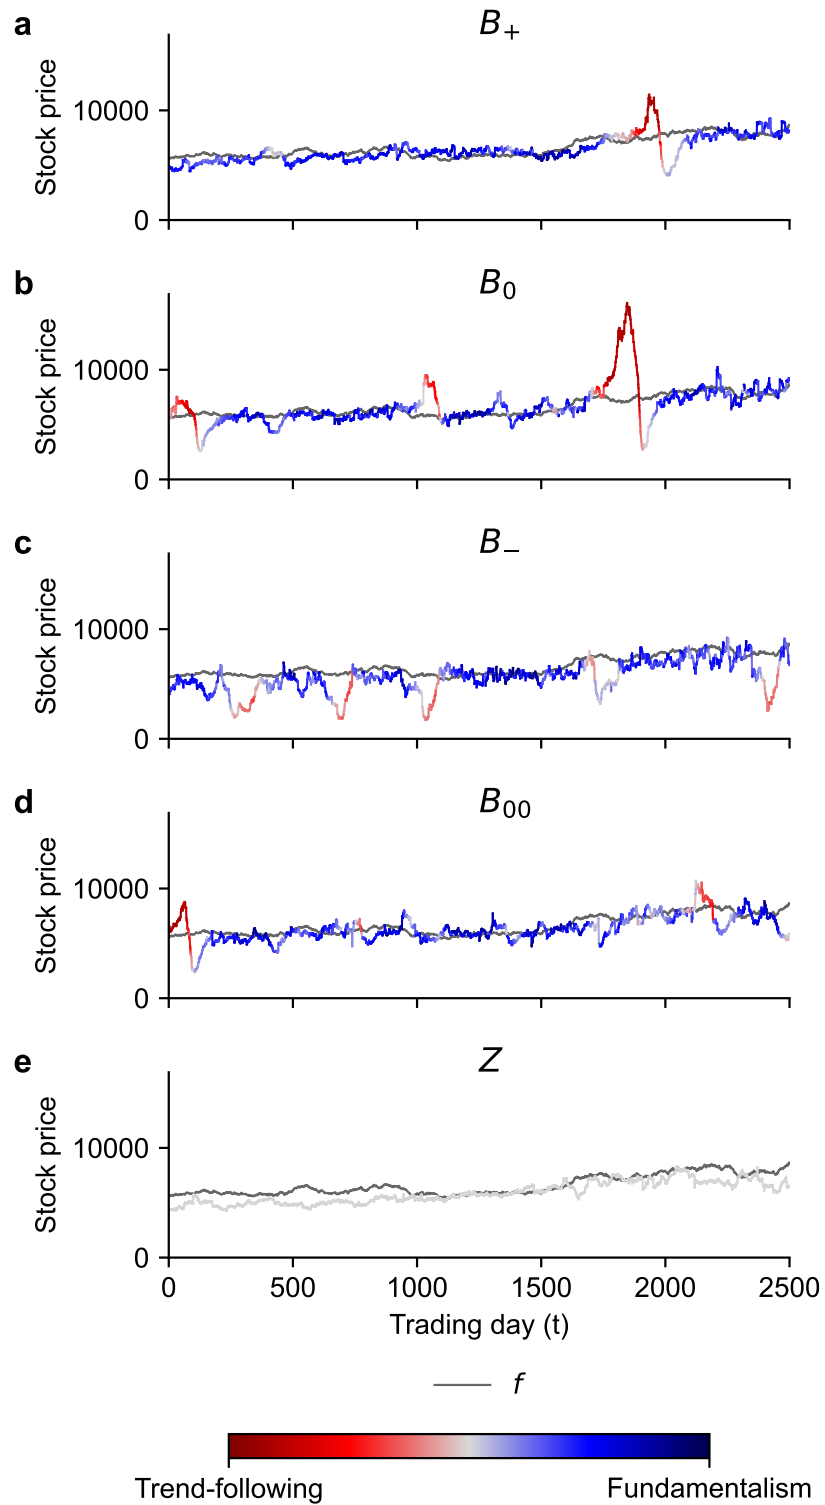 a
B+
Stock price
10000
0
b
B0
Stock price
10000
0
c
B−
Stock price
10000
0
d
B00
Stock price
10000
0
e
Z
Stock price
10000
0
0 500 1000 1500 2000 2500
Trading day (t)
f
Trend-following Fundamentalism